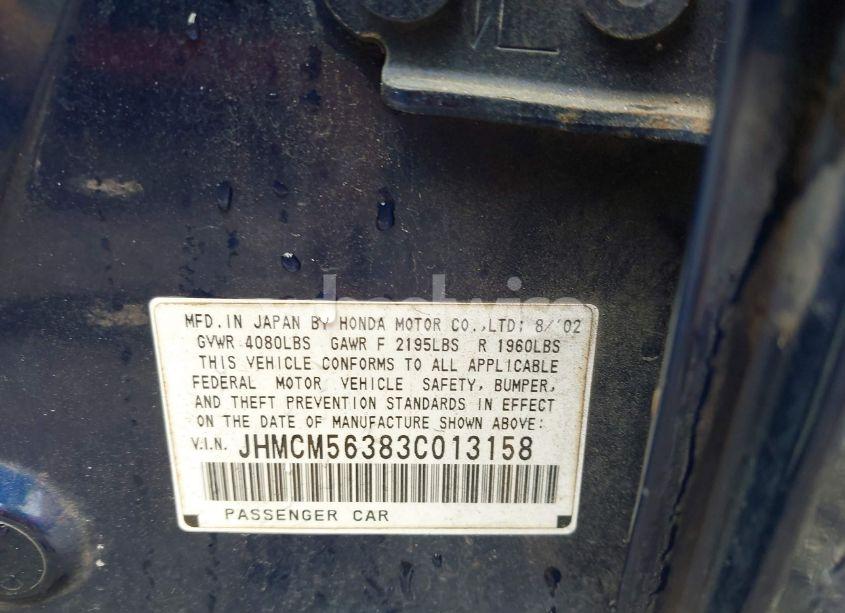 MFD. IN JAPAN BY HONDA MOTOR CO.,LTD; 8/'02
GVWR 4080LBS GAWR F 2195LBS R 1960LBS
THIS VEHICLE CONFORMS TO ALL APPLICABLE
FEDERAL MOTOR VEHICLE SAFETY, BUMPER,
AND THEFT PREVENTION STANDARDS IN EFFECT
ON THE DATE OF MANUFACTURE SHOWN ABOVE:
V.I.N. JHMCM56383C013158
PASSENGER CAR